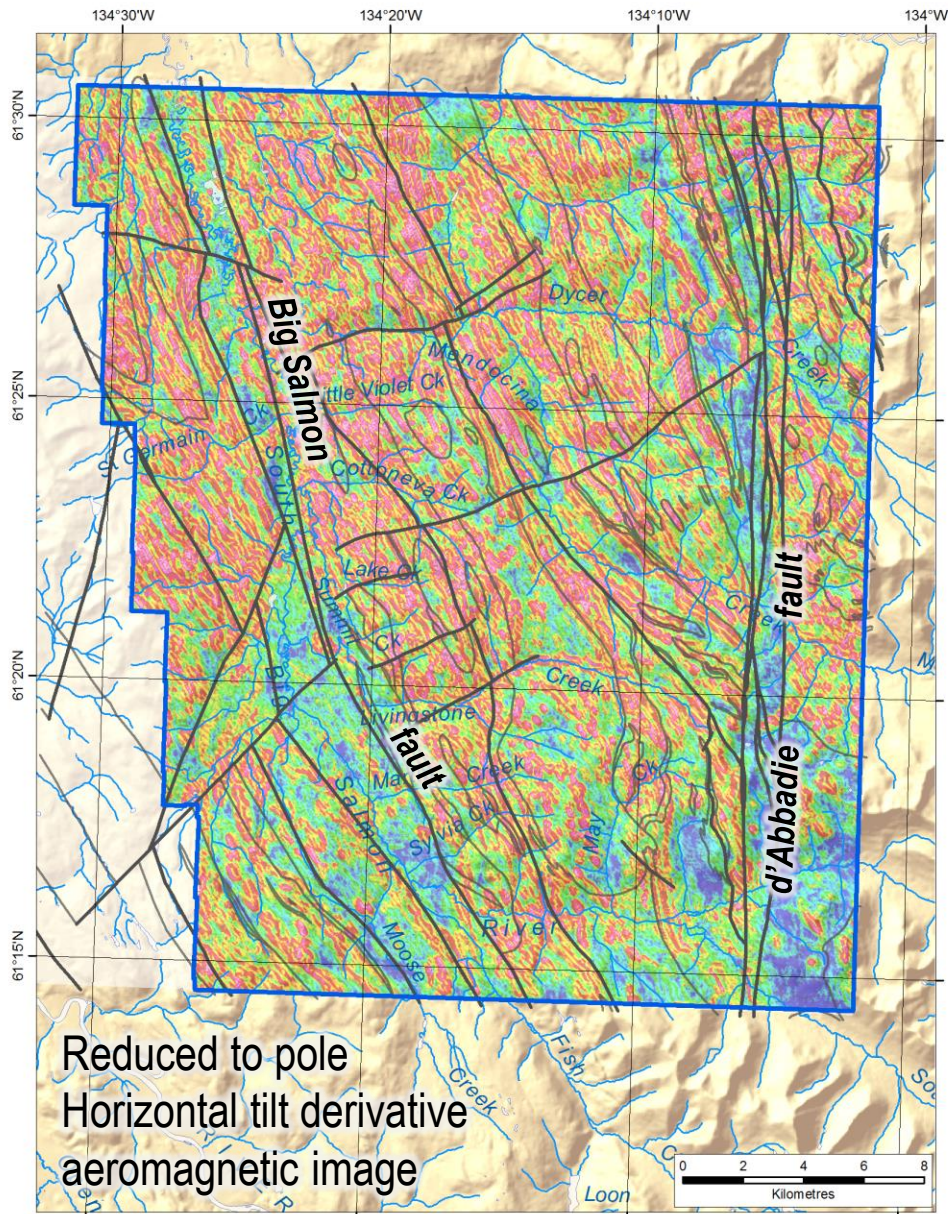 134°30'W
134°20'W
134°10'W
134°W
61°30'N
61°25'N
61°20'N
61°15'N
Dycer
Creek
Mendocina
Creek
Big Salmon
fault
ittle Violet Ck
St Germain
Ck
Cottoneva Ck
South
Lake Ck
Summit
Ck
fault
d'Abbadie
Big
Creek
Livingstone
Salmon
Creek
Sylvia Ck
May
Ck
River
Moose
Reduced to pole
Horizontal tilt derivative
aeromagnetic image
Creek
Fish
Loon
0 2 4 6 8
Kilometres